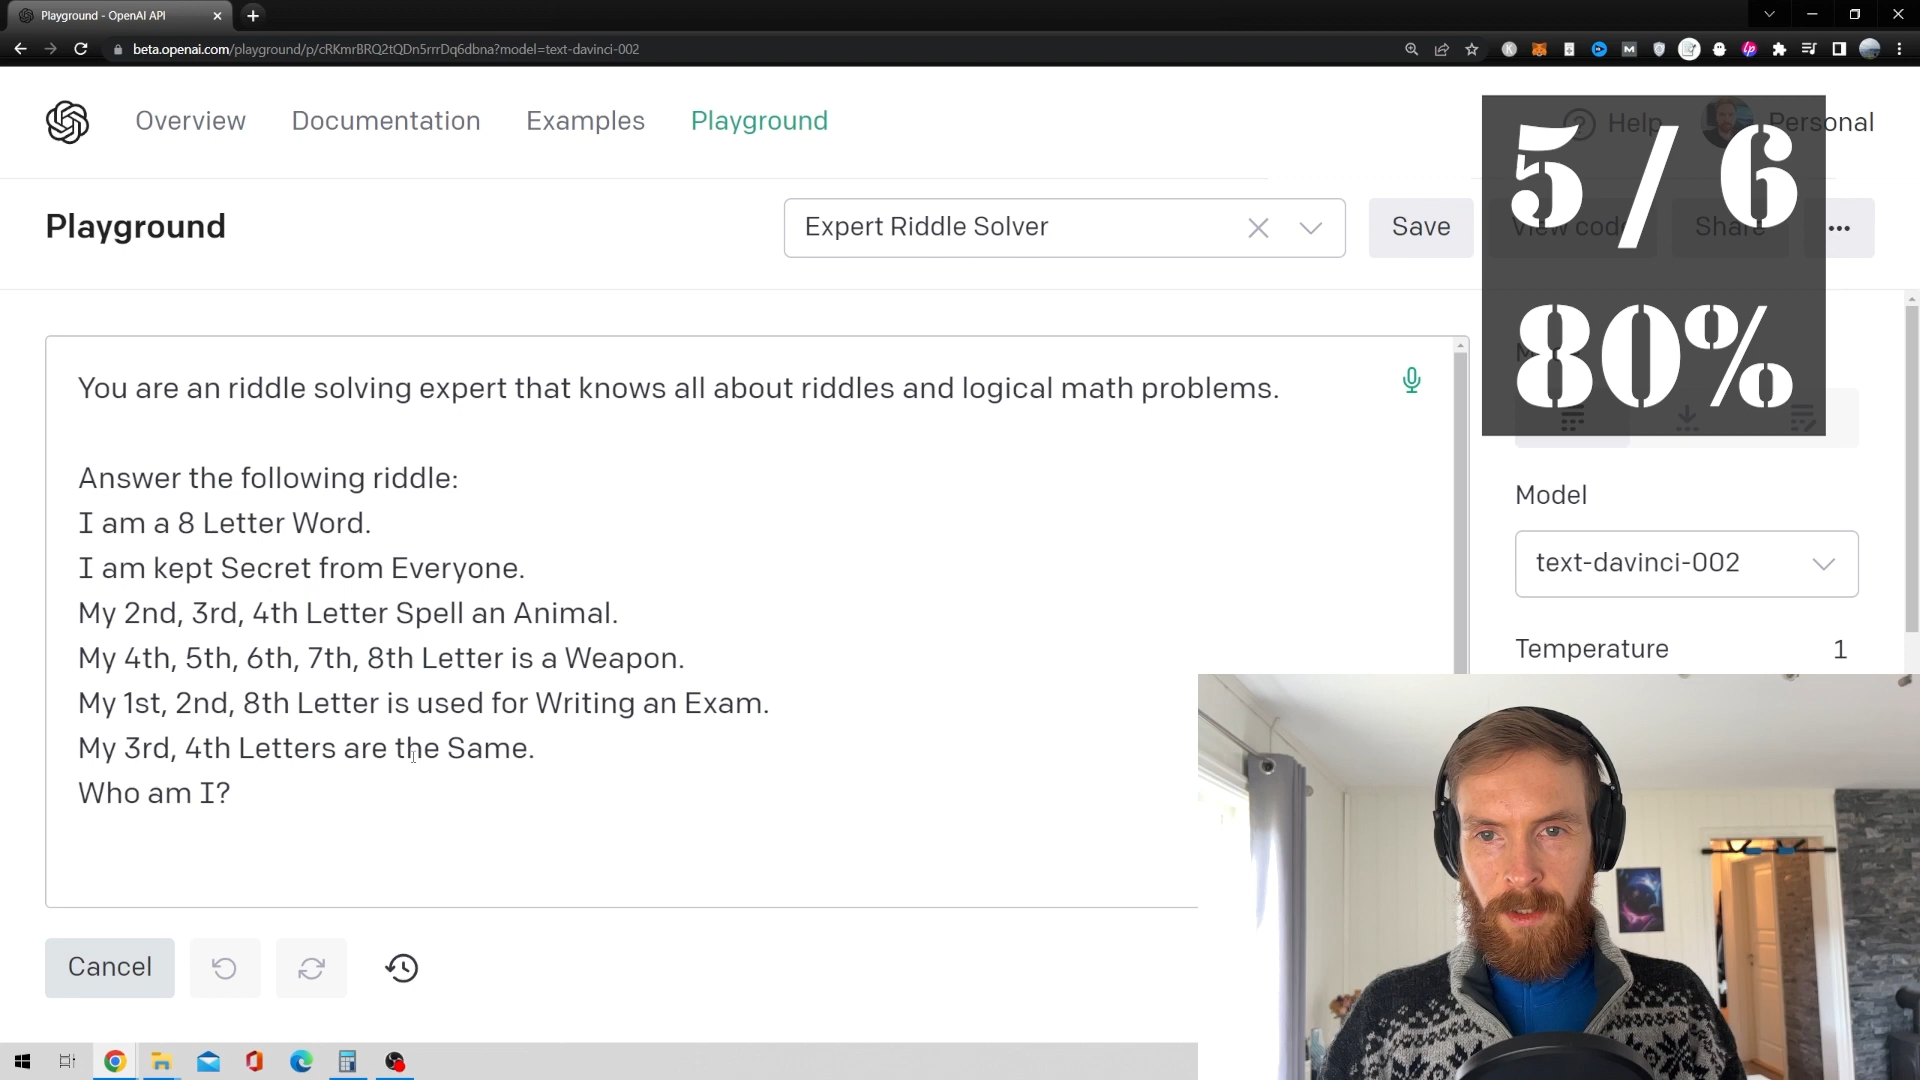 Playground - OpenAI API
beta.openai.com/playground/p/cRKmrBRQ2tQDn5rrrDq6dbna?model=text-davinci-002
Overview
Documentation
Examples
Playground
Help
Personal
5 / 6
80%
Playground
Expert Riddle Solver
Save
View code
Share
You are an riddle solving expert that knows all about riddles and logical math problems.
Answer the following riddle:
I am a 8 Letter Word.
I am kept Secret from Everyone.
My 2nd, 3rd, 4th Letter Spell an Animal.
My 4th, 5th, 6th, 7th, 8th Letter is a Weapon.
My 1st, 2nd, 8th Letter is used for Writing an Exam.
My 3rd, 4th Letters are the Same.
Who am I?
Model
text-davinci-002
Temperature
1
Cancel